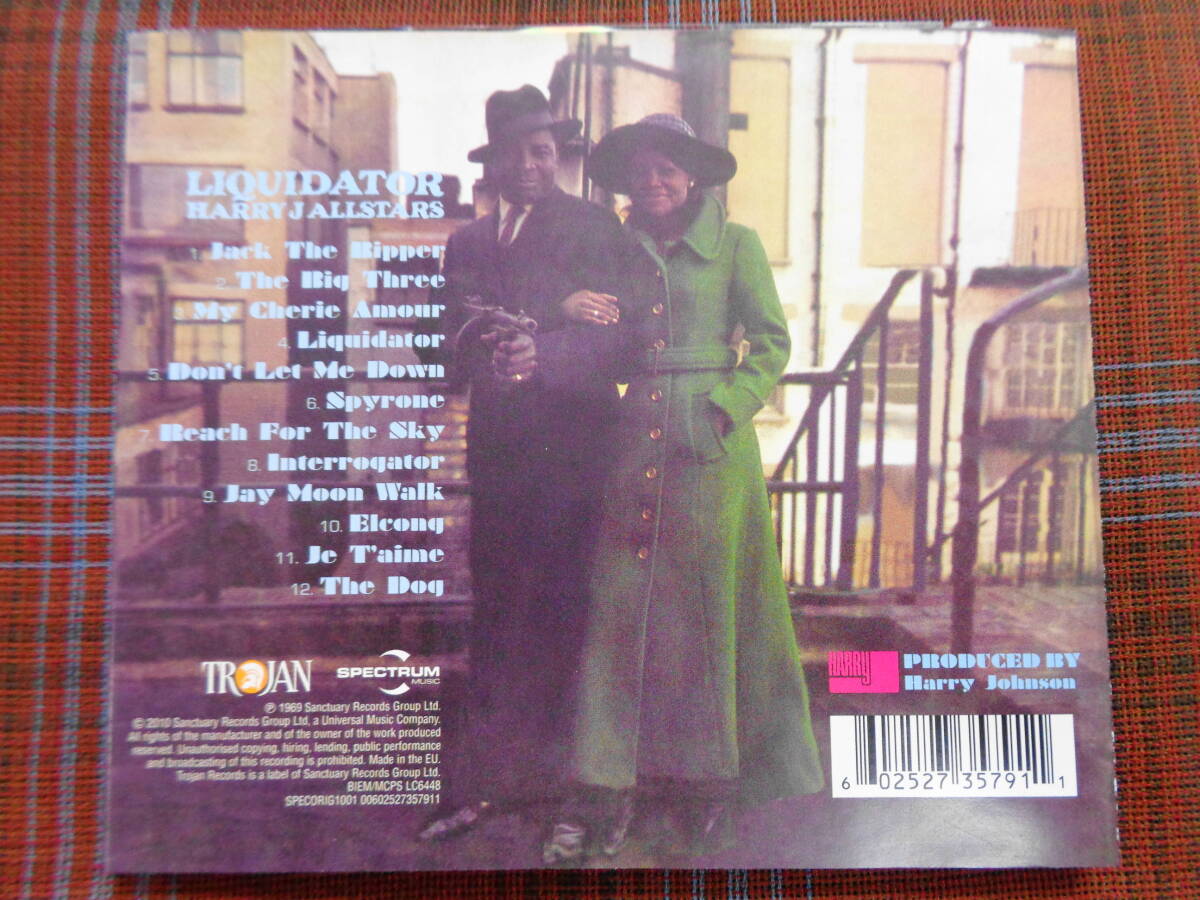 LIQUIDATOR
HARRY J ALLSTARS
1. Jack The Ripper
2. The Big Three
3. My Cherie Amour
4. Liquidator
5. Don't Let Me Down
6. Spyrone
7. Reach For The Sky
8. Interrogator
9. Jay Moon Walk
10. Elcong
11. Je T'aime
12. The Dog
TROJAN
SPECTRUM
MUSIC
℗ 1969 Sanctuary Records Group Ltd.
© 2010 Sanctuary Records Group Ltd, a Universal Music Company.
All rights of the manufacturer and of the owner of the work produced
reserved. Unauthorised copying, hiring, lending, public performance
and broadcasting of this recording is prohibited. Made in the EU.
Trojan Records is a label of Sanctuary Records Group Ltd.
BIEM/MCPS LC6448
SPECORIG1001 00602527357911
HARRY J
PRODUCED BY
Harry Johnson
6 02527 35791 1